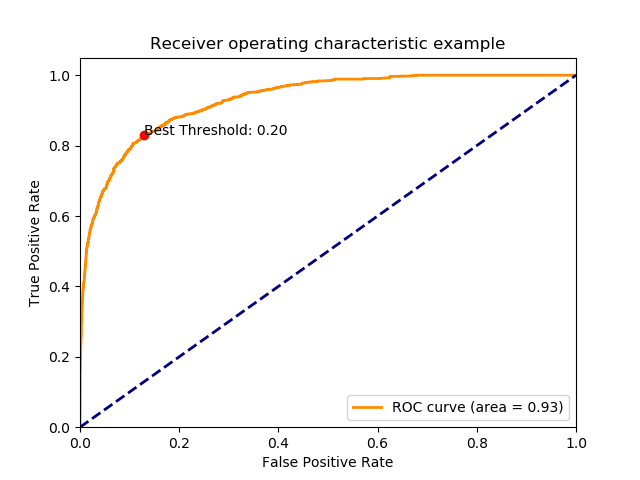 Receiver operating characteristic example
1.0
0.8
0.6
0.4
0.2
0.0
True Positive Rate
Best Threshold: 0.20
ROC curve (area = 0.93)
0.0 0.2 0.4 0.6 0.8 1.0
False Positive Rate